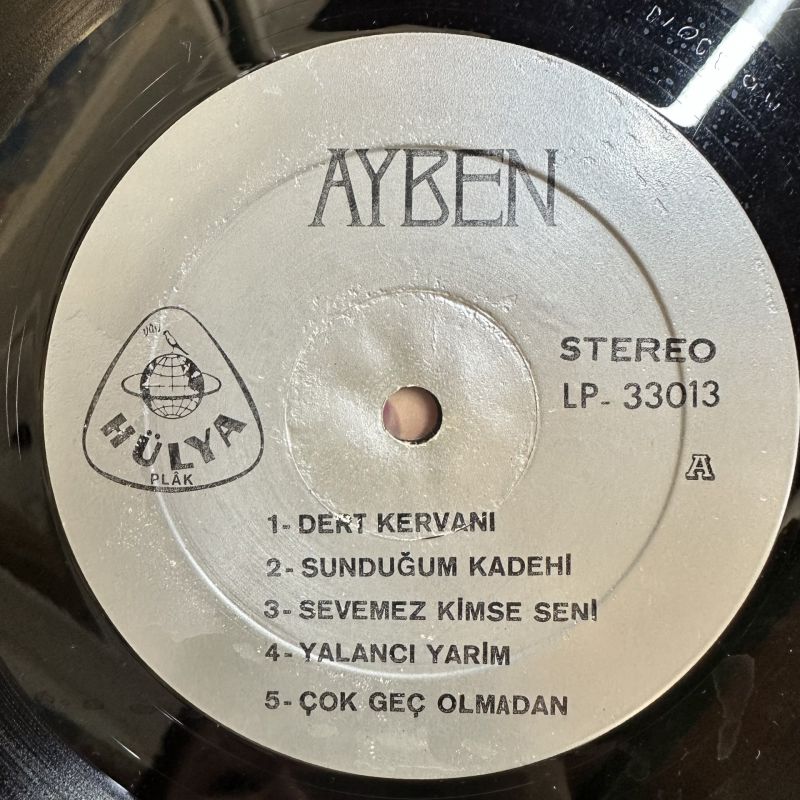 AYBEN
STEREO
LP- 33013
A
HÜLYA
PLÂK
1- DERT KERVANI
2- SUNDUĞUM KADEHİ
3- SEVEMEZ KİMSE SENİ
4- YALANCI YARİM
5- ÇOK GEÇ OLMADAN